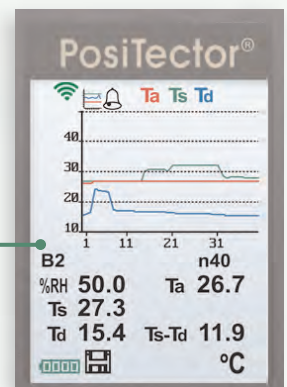 PosiTector®
Ta Ts Td
40
30
20
10
1 11 21 31
B2 n40
%RH 50.0 Ta 26.7
Ts 27.3
Td 15.4 Ts-Td 11.9
°C